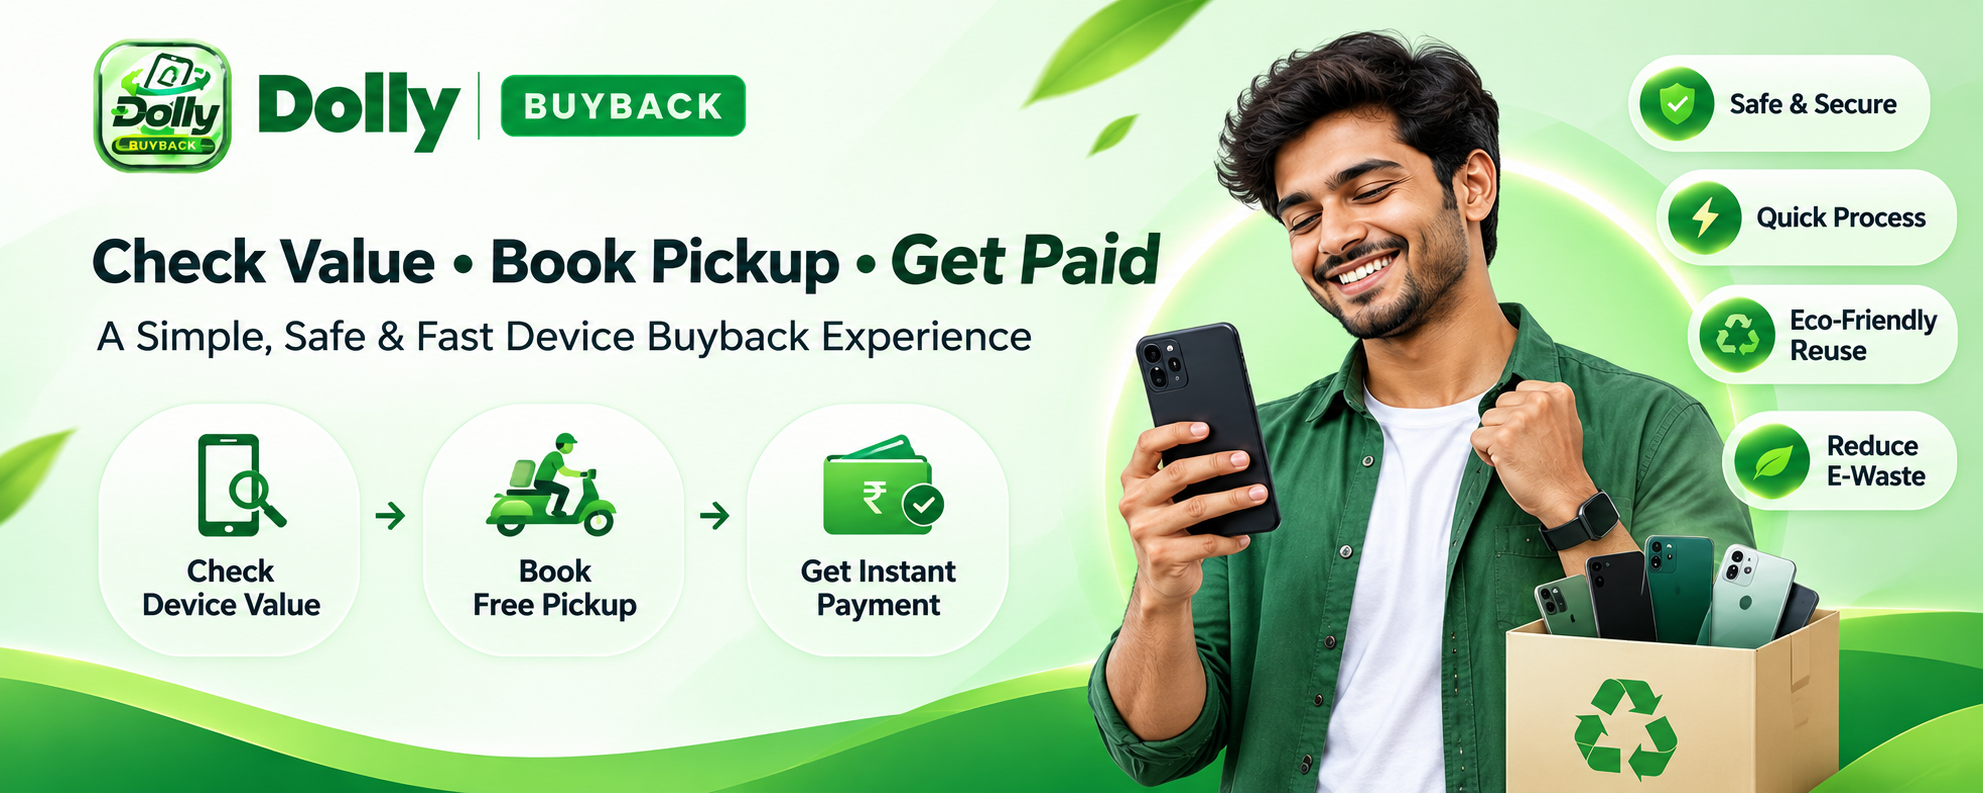 Dolly
BUYBACK
Dolly
BUYBACK
Check Value • Book Pickup • Get Paid
A Simple, Safe & Fast Device Buyback Experience
Check
Device Value
Book
Free Pickup
₹
Get Instant
Payment
Safe & Secure
Quick Process
Eco-Friendly
Reuse
Reduce
E-Waste